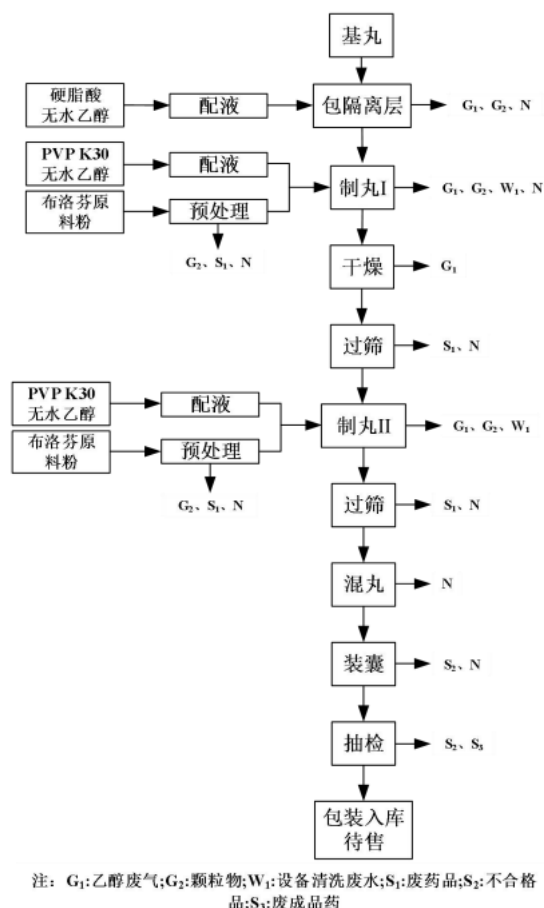 基丸
硬脂酸
无水乙醇
配液
包隔离层
G₁、G₂、N
PVP K30
无水乙醇
配液
布洛芬原
料粉
预处理
制丸I
G₁、G₂、W₁、N
G₂、S₁、N
干燥
G₁
过筛
S₁、N
PVP K30
无水乙醇
配液
布洛芬原
料粉
预处理
制丸II
G₁、G₂、W₁
G₂、S₁、N
过筛
S₁、N
混丸
N
装囊
S₂、N
抽检
S₂、S₃
包装入库
待售
注：G₁:乙醇废气;G₂:颗粒物;W₁:设备清洗废水;S₁:废药品;S₂:不合格
品;S₃:废成品药